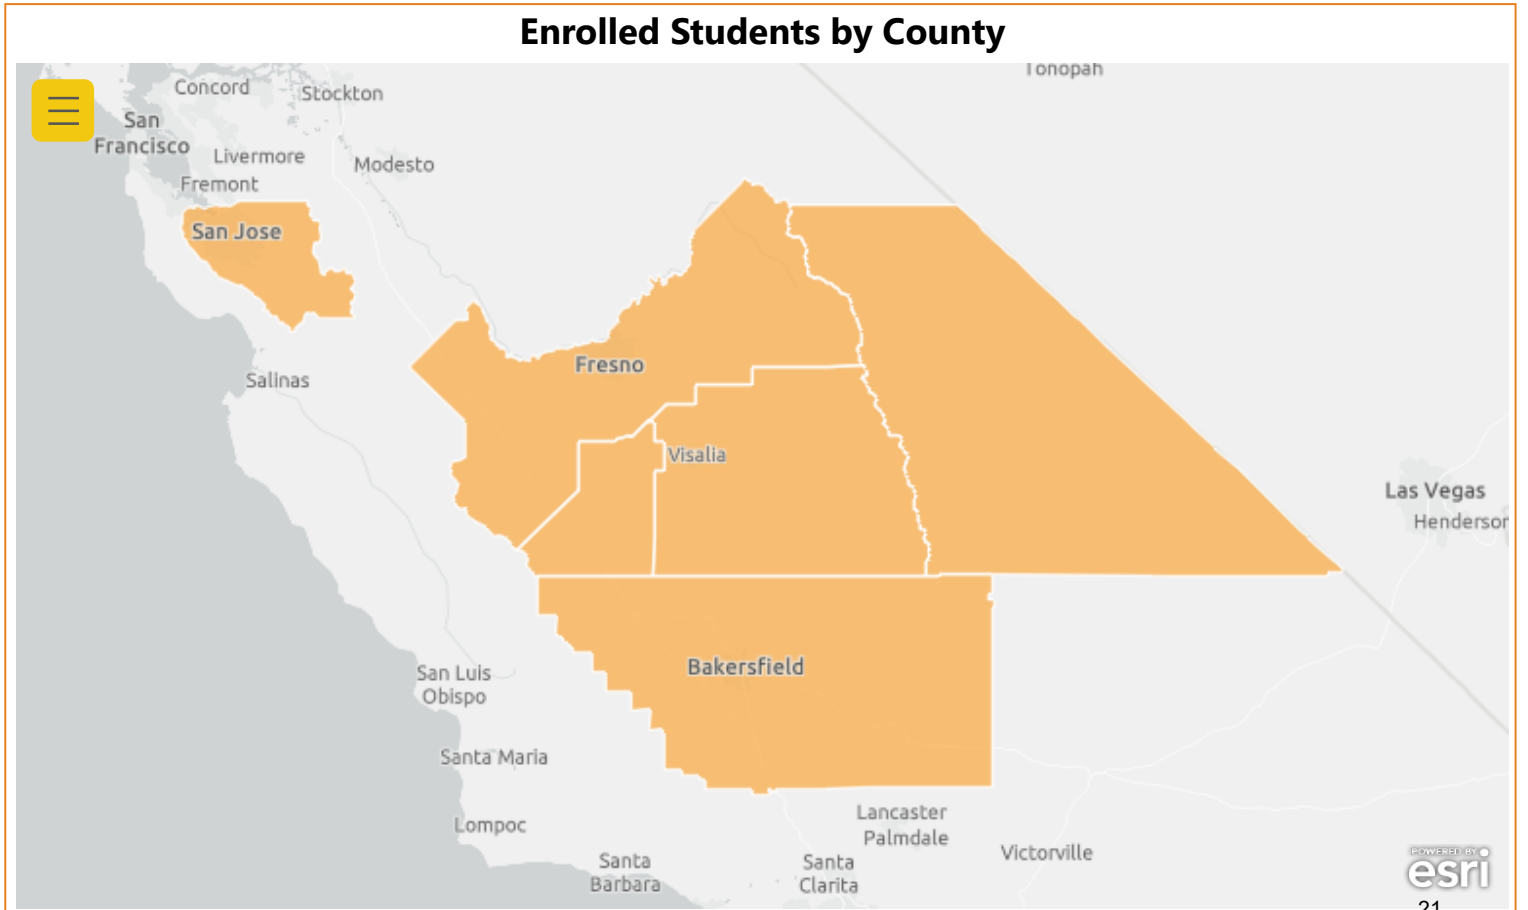 Enrolled Students by County
Tonopah
Concord
Stockton
San
Francisco
Livermore
Modesto
Fremont
San Jose
Fresno
Salinas
Visalia
Las Vegas
Henderson
Bakersfield
San Luis
Obispo
Santa Maria
Lancaster
Palmdale
Lompoc
Victorville
Santa
Barbara
Santa
Clarita
POWERED BY
esri
21